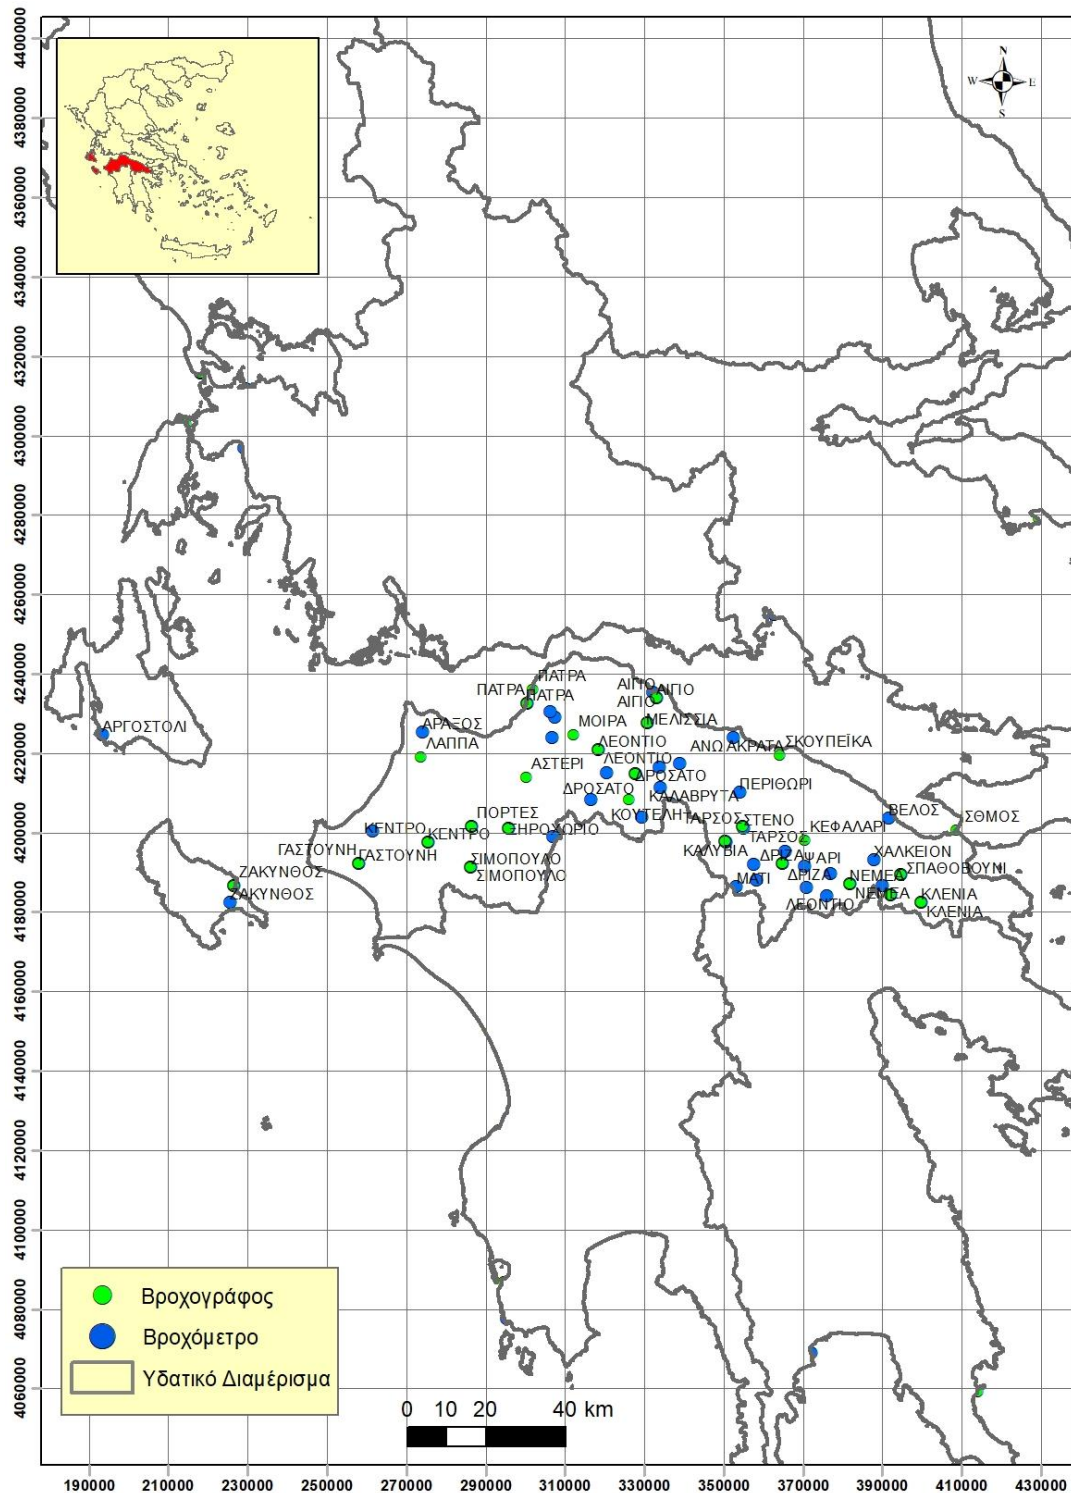 4400000
4380000
4360000
4340000
4320000
4300000
4280000
4260000
4240000
4220000
4200000
4180000
4160000
4140000
4120000
4100000
4080000
4060000
N
W E
S
ΠΑΤΡΑ
ΠΑΤΡΑ
ΠΑΤΡΑ
ΑΙΓΙΟ
ΑΙΓΙΟ
ΑΙΓΙΟ
ΑΡΓΟΣΤΟΛΙ
ΑΡΑΞΟΣ
ΜΟΙΡΑ
ΜΕΛΙΣΣΙΑ
ΛΑΠΠΑ
ΛΕΟΝΤΙΟ
ΑΝΩ ΑΚΡΑΤΑ
ΣΚΟΥΠΕΪΚΑ
ΑΣΤΕΡΙ
ΛΕΟΝΤΙΟ
ΔΡΟΣΑΤΟ
ΔΡΟΣΑΤΟ
ΚΑΛΑΒΡΥΤΑ
ΠΕΡΙΘΩΡΙ
ΠΟΡΤΕΣ
ΚΟΥΤΕΛΗ
ΤΑΡΣΟΣ
ΣΤΕΝΟ
ΒΕΛΟΣ
ΣΘΜΟΣ
ΚΕΝΤΡΟ
ΚΕΝΤΡΟ
ΞΗΡΟΧΩΡΙΟ
ΤΑΡΣΟΣ
ΚΕΦΑΛΑΡΙ
ΓΑΣΤΟΥΝΗ
ΓΑΣΤΟΥΝΗ
ΣΙΜΟΠΟΥΛΟ
ΣΙΜΟΠΟΥΛΟ
ΚΑΛΥΒΙΑ
ΔΡΙΖΑ
ΨΑΡΙ
ΧΑΛΚΕΙΟΝ
ΣΠΑΘΟΒΟΥΝΙ
ΖΑΚΥΝΘΟΣ
ΖΑΚΥΝΘΟΣ
ΜΑΤΙ
ΔΡΙΖΑ
ΝΕΜΕΑ
ΝΕΜΕΑ
ΚΛΕΝΙΑ
ΛΕΟΝΤΙΟ
ΚΛΕΝΙΑ
Βροχογράφος
Βροχόμετρο
Υδατικό Διαμέρισμα
0 10 20 40 km
190000 210000 230000 250000 270000 290000 310000 330000 350000 370000 390000 410000 430000